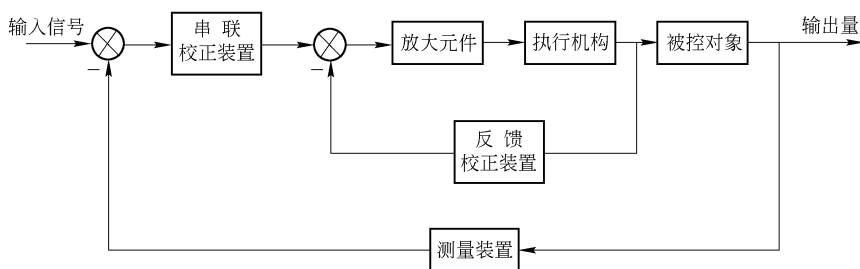 输入信号
串 联
校正装置
放大元件
执行机构
被控对象
输出量
−
−
反 馈
校正装置
测量装置